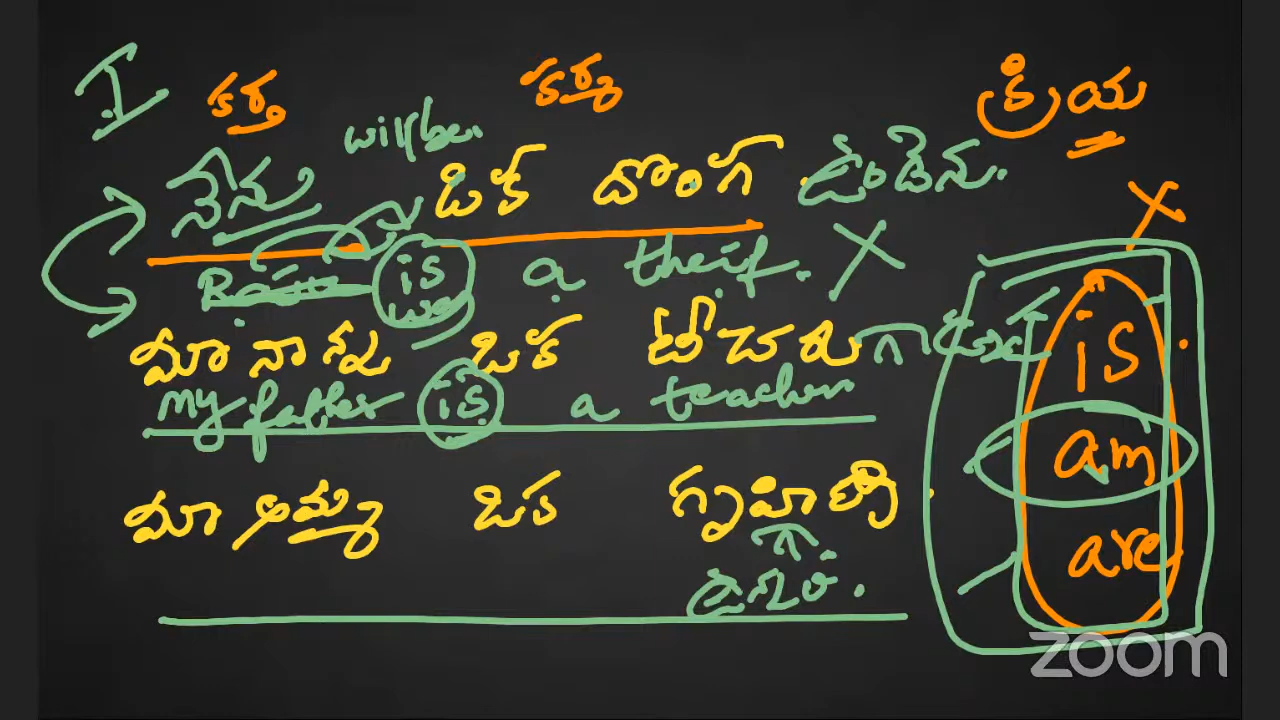 I కర్త కర్మ క్రియ
will be.
నేను ఒక దొంగ ఉండెను.
is a theif. X X
మా నాన్న ఒక టీచరు గా is
my father is a teacher.
am
మా అమ్మ ఒక గృహిణి.
గా are
zoom